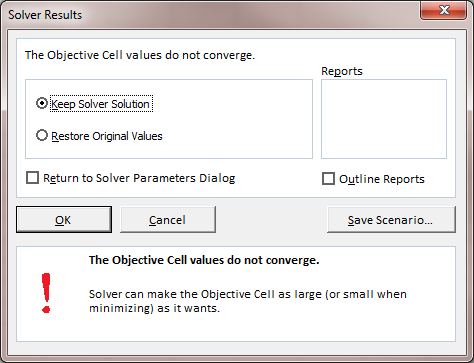 Solver Results
The Objective Cell values do not converge.
Reports
Keep Solver Solution
Restore Original Values
Return to Solver Parameters Dialog
Outline Reports
OK
Cancel
Save Scenario...
The Objective Cell values do not converge.
Solver can make the Objective Cell as large (or small when
minimizing) as it wants.